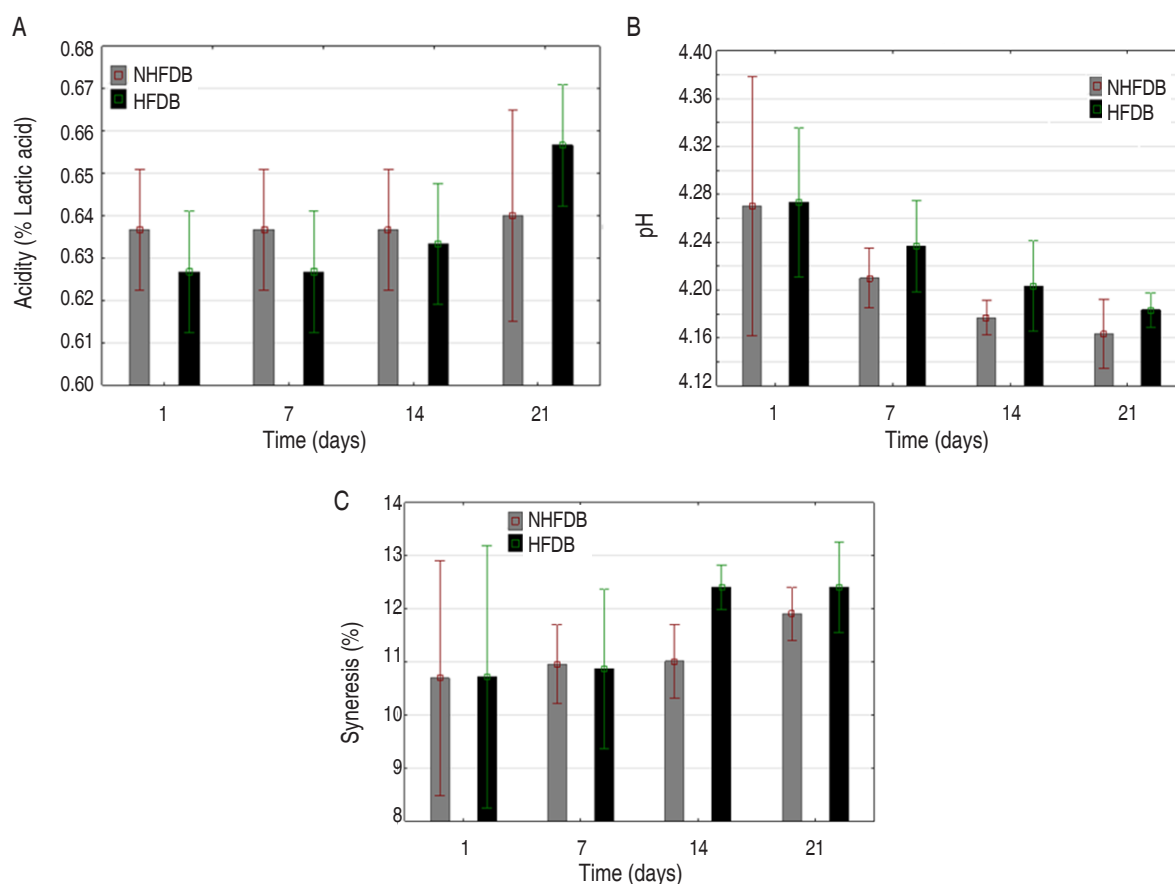 A
0.68
0.67
0.66
0.65
0.64
0.63
0.62
0.61
0.60
Acidity (% Lactic acid)
NHFDB
HFDB
1 7 14 21
Time (days)
B
4.40
4.36
4.32
4.28
4.24
4.20
4.16
4.12
pH
NHFDB
HFDB
1 7 14 21
Time (days)
C
14
13
12
11
10
9
8
Syneresis (%)
NHFDB
HFDB
1 7 14 21
Time (days)